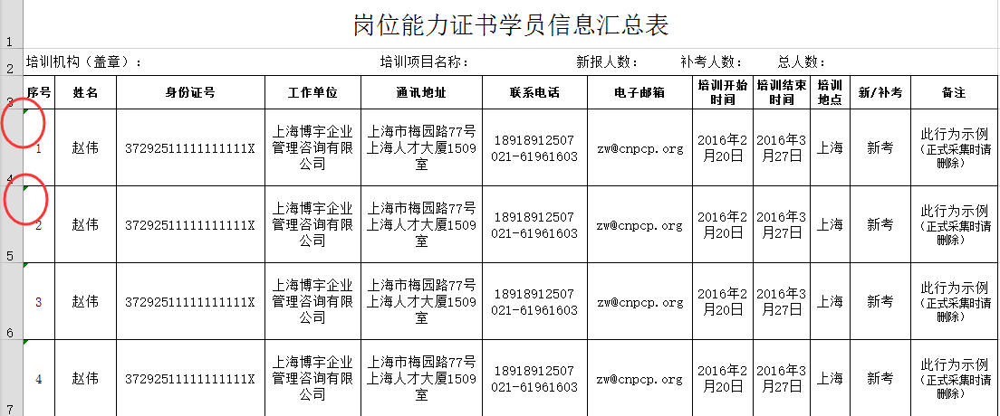 岗位能力证书学员信息汇总表
1
培训机构（盖章）： 培训项目名称： 新报人数： 补考人数： 总人数：
2
序号 姓名 身份证号 工作单位 通讯地址 联系电话 电子邮箱 培训开始时间 培训结束时间 培训地点 新/补考 备注
3
1 赵伟 37292511111111111X 上海博宇企业管理咨询有限公司 上海市梅园路77号上海人才大厦1509室 18918912507 021-61961603 zw@cnpcp.org 2016年2月20日 2016年3月27日 上海 新考 此行为示例（正式采集时请删除）
4
2 赵伟 37292511111111111X 上海博宇企业管理咨询有限公司 上海市梅园路77号上海人才大厦1509室 18918912507 021-61961603 zw@cnpcp.org 2016年2月20日 2016年3月27日 上海 新考 此行为示例（正式采集时请删除）
5
3 赵伟 37292511111111111X 上海博宇企业管理咨询有限公司 上海市梅园路77号上海人才大厦1509室 18918912507 021-61961603 zw@cnpcp.org 2016年2月20日 2016年3月27日 上海 新考 此行为示例（正式采集时请删除）
6
4 赵伟 37292511111111111X 上海博宇企业管理咨询有限公司 上海市梅园路77号上海人才大厦1509室 18918912507 021-61961603 zw@cnpcp.org 2016年2月20日 2016年3月27日 上海 新考 此行为示例（正式采集时请删除）
7